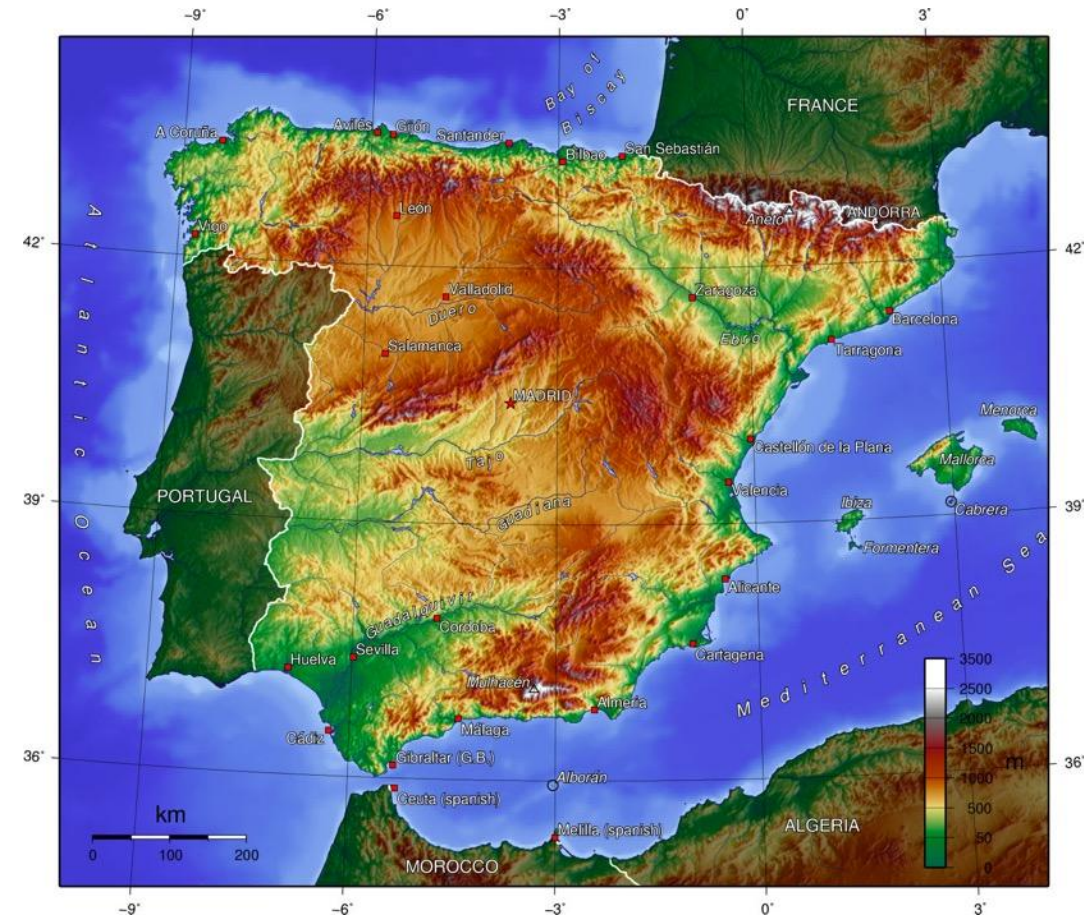 -9° -6° -3° 0° 3°
Bay of
Biscay
FRANCE
A Coruña
Avilés
Gijón
Santander
Bilbao
San Sebastián
Atlantic Ocean
León
Aneto
ANDORRA
Vigo
42° 42°
Valladolid
Duero
Zaragoza
Barcelona
Salamanca
Ebro
Tarragona
MADRID
Menorca
Castellón de la Plana
Mallorca
Tajo
PORTUGAL
Valencia
39° 39°
Guadiana
Ibiza
Cabrera
Formentera
Mediterranean Sea
Alicante
Guadalquivir
Cordoba
Sevilla
Huelva
Cartagena
Mulhacén
Almería
Málaga
Cádiz
3500
2500
2000
1500
1000
500
50
0
m
Gibraltar (G.B.)
36° 36°
Alborán
Ceuta (spanish)
km
0 100 200
Melilla (spanish)
ALGERIA
MOROCCO
-9° -6° -3° 0° 3°